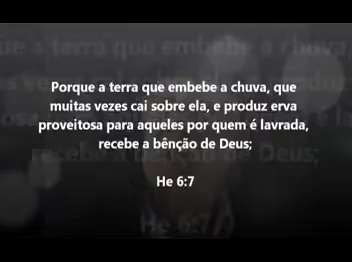 Porque a terra que embebe a chuva, que
muitas vezes cai sobre ela, e produz erva
proveitosa para aqueles por quem é lavrada,
recebe a bênção de Deus;
He 6:7